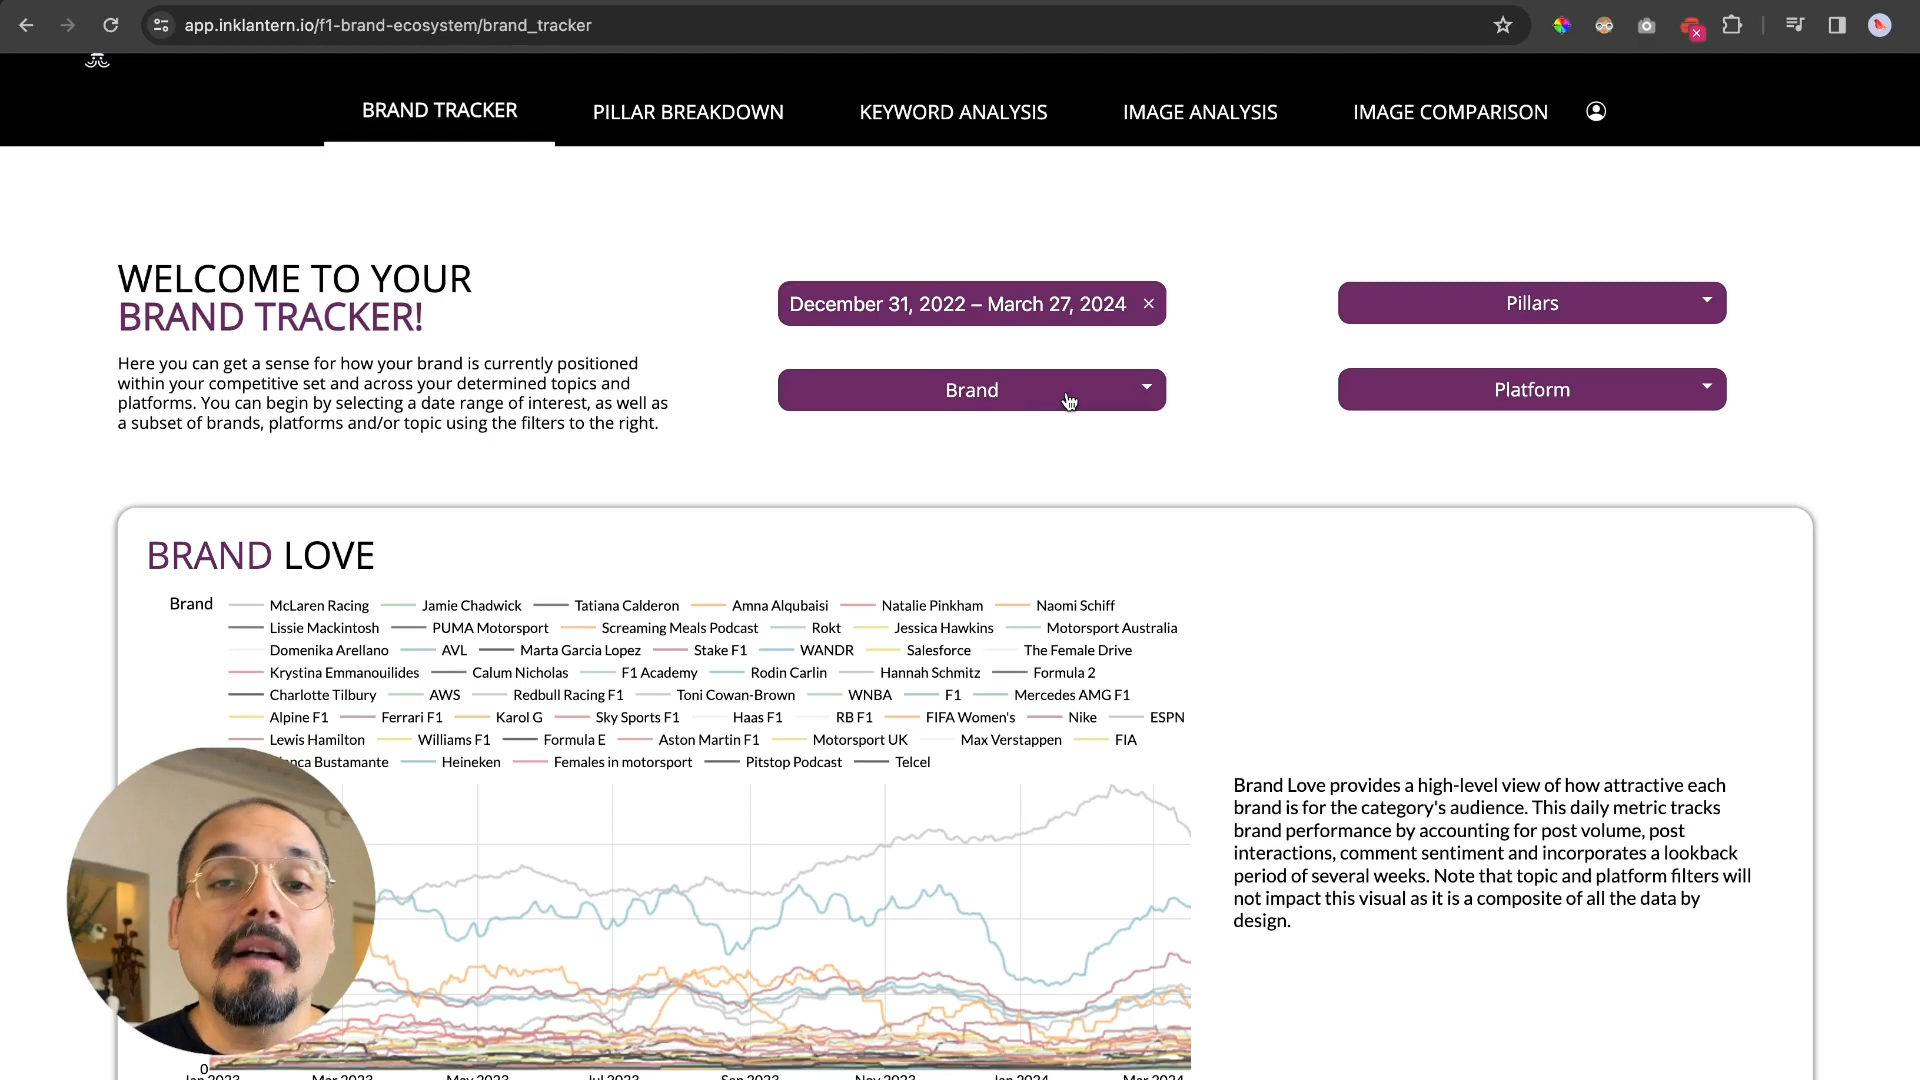 app.inklantern.io/f1-brand-ecosystem/brand_tracker
BRAND TRACKER
PILLAR BREAKDOWN
KEYWORD ANALYSIS
IMAGE ANALYSIS
IMAGE COMPARISON
WELCOME TO YOUR
BRAND TRACKER!
Here you can get a sense for how your brand is currently positioned
within your competitive set and across your determined topics and
platforms. You can begin by selecting a date range of interest, as well as
a subset of brands, platforms and/or topic using the filters to the right.
December 31, 2022 – March 27, 2024 ×
Pillars
Brand
Platform
BRAND LOVE
Brand McLaren Racing Jamie Chadwick Tatiana Calderon Amna Alqubaisi Natalie Pinkham Naomi Schiff
Lissie Mackintosh PUMA Motorsport Screaming Meals Podcast Rokt Jessica Hawkins Motorsport Australia
Domenika Arellano AVL Marta Garcia Lopez Stake F1 WANDR Salesforce The Female Drive
Krystina Emmanouilides Calum Nicholas F1 Academy Rodin Carlin Hannah Schmitz Formula 2
Charlotte Tilbury AWS Redbull Racing F1 Toni Cowan-Brown WNBA F1 Mercedes AMG F1
Alpine F1 Ferrari F1 Karol G Sky Sports F1 Haas F1 RB F1 FIFA Women's Nike ESPN
Lewis Hamilton Williams F1 Formula E Aston Martin F1 Motorsport UK Max Verstappen FIA
Bustamante Heineken Females in motorsport Pitstop Podcast Telcel
Brand Love provides a high-level view of how attractive each
brand is for the category's audience. This daily metric tracks
brand performance by accounting for post volume, post
interactions, comment sentiment and incorporates a lookback
period of several weeks. Note that topic and platform filters will
not impact this visual as it is a composite of all the data by
design.
0
Jan 2023 Mar 2023 May 2023 Jul 2023 Sep 2023 Nov 2023 Jan 2024 Mar 2024